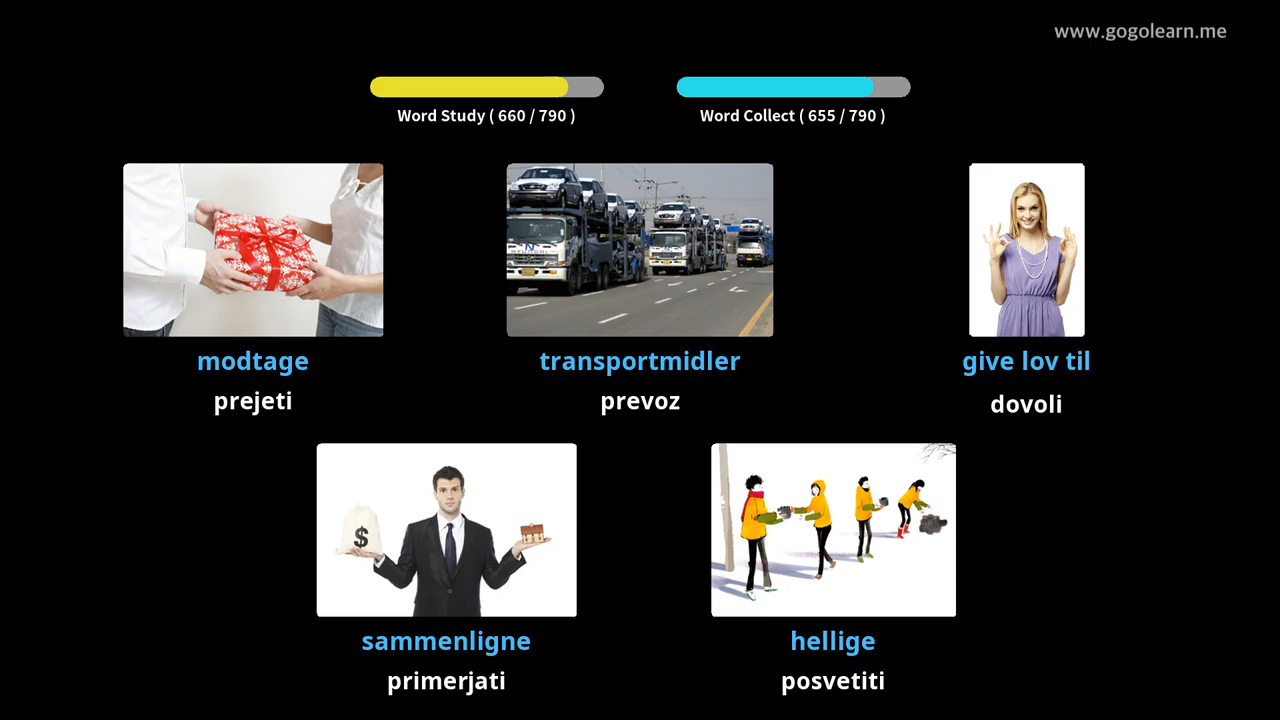 www.gogolearn.me
Word Study ( 660 / 790 )
Word Collect ( 655 / 790 )
modtage
prejeti
transportmidler
prevoz
give lov til
dovoli
$
sammenligne
primerjati
hellige
posvetiti